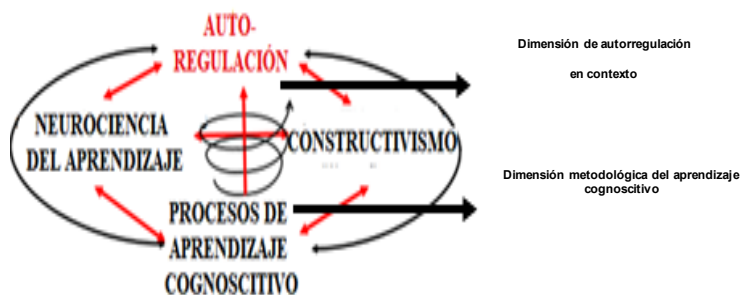 AUTO-
REGULACIÓN
Dimensión de autorregulación
en contexto
NEUROCIENCIA
DEL APRENDIZAJE
CONSTRUCTIVISMO
Dimensión metodológica del aprendizaje
cognoscitivo
PROCESOS DE
APRENDIZAJE
COGNOSCITIVO